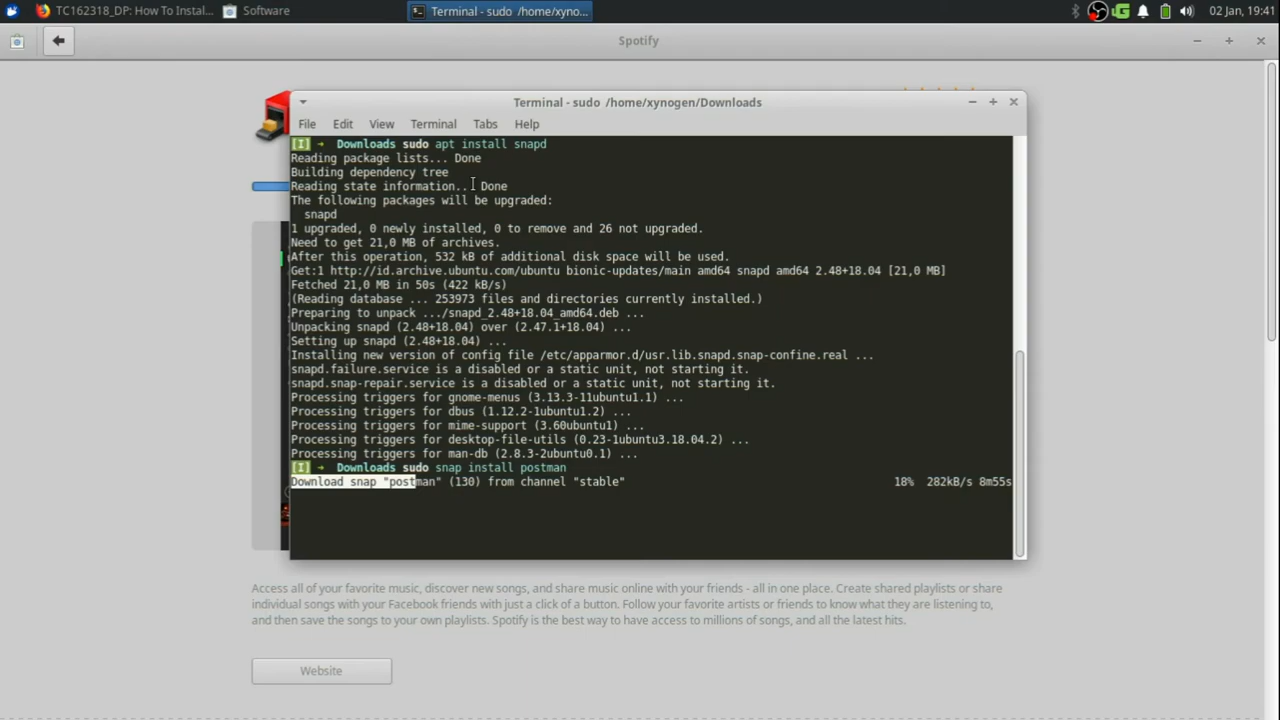 TC162318_DP: How To Instal...
Software
Terminal - sudo /home/xyno...
02 Jan, 19:41
Spotify
Terminal - sudo /home/xynogen/Downloads
File Edit View Terminal Tabs Help
[I] → Downloads sudo apt install snapd
Reading package lists... Done
Building dependency tree
Reading state information... Done
The following packages will be upgraded:
snapd
1 upgraded, 0 newly installed, 0 to remove and 26 not upgraded.
Need to get 21,0 MB of archives.
After this operation, 532 kB of additional disk space will be used.
Get:1 http://id.archive.ubuntu.com/ubuntu bionic-updates/main amd64 snapd amd64 2.48+18.04 [21,0 MB]
Fetched 21,0 MB in 50s (422 kB/s)
(Reading database ... 253973 files and directories currently installed.)
Preparing to unpack .../snapd_2.48+18.04_amd64.deb ...
Unpacking snapd (2.48+18.04) over (2.47.1+18.04) ...
Setting up snapd (2.48+18.04) ...
Installing new version of config file /etc/apparmor.d/usr.lib.snapd.snap-confine.real ...
snapd.failure.service is a disabled or a static unit, not starting it.
snapd.snap-repair.service is a disabled or a static unit, not starting it.
Processing triggers for gnome-menus (3.13.3-11ubuntu1.1) ...
Processing triggers for dbus (1.12.2-1ubuntu1.2) ...
Processing triggers for mime-support (3.60ubuntu1) ...
Processing triggers for desktop-file-utils (0.23-1ubuntu3.18.04.2) ...
Processing triggers for man-db (2.8.3-2ubuntu0.1) ...
[I] → Downloads sudo snap install postman
Download snap "postman" (130) from channel "stable" 18% 282kB/s 8m55s
Access all of your favorite music, discover new songs, and share music online with your friends - all in one place. Create shared playlists or share
individual songs with your Facebook friends with just a click of a button. Follow your favorite artists or friends to know what they are listening to,
and then save the songs to your own playlists. Spotify is the best way to have access to millions of songs, and all the latest hits.
Website